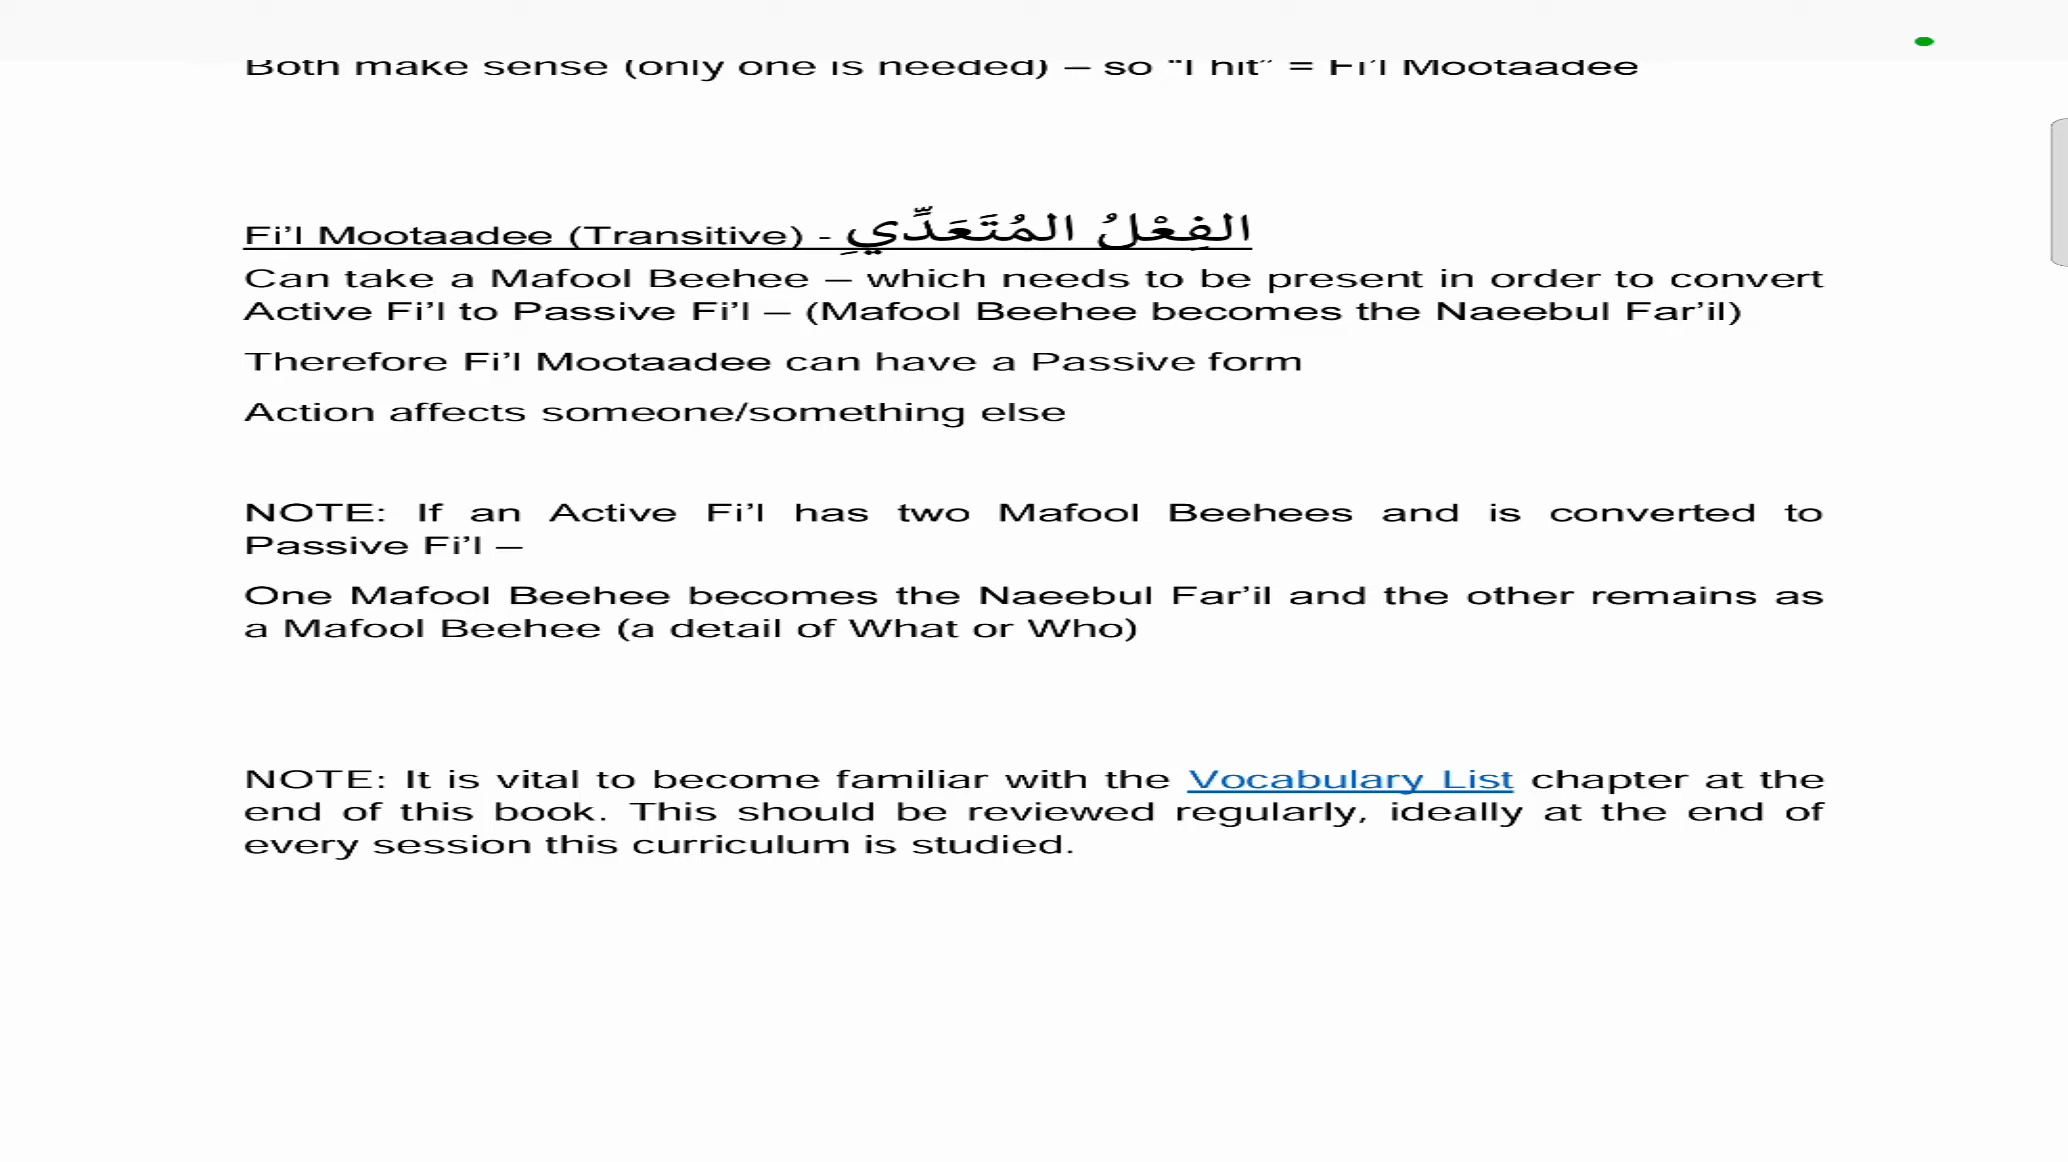 Both make sense (only one is needed) – so "I hit" = Fi'l Mootaadee
Fi’l Mootaadee (Transitive) - الفِعْلُ المُتَعَدِّيِ
Can take a Mafool Beehee – which needs to be present in order to convert
Active Fi’l to Passive Fi’l – (Mafool Beehee becomes the Naeebul Far’il)
Therefore Fi’l Mootaadee can have a Passive form
Action affects someone/something else
NOTE: If an Active Fi’l has two Mafool Beehees and is converted to
Passive Fi’l –
One Mafool Beehee becomes the Naeebul Far’il and the other remains as
a Mafool Beehee (a detail of What or Who)
NOTE: It is vital to become familiar with the Vocabulary List chapter at the
end of this book. This should be reviewed regularly, ideally at the end of
every session this curriculum is studied.